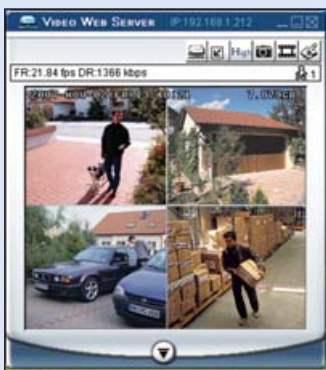 VIDEO WEB SERVER IP:192.168.1.212
High
FR:21.84 fps DR:1366 kbps 1